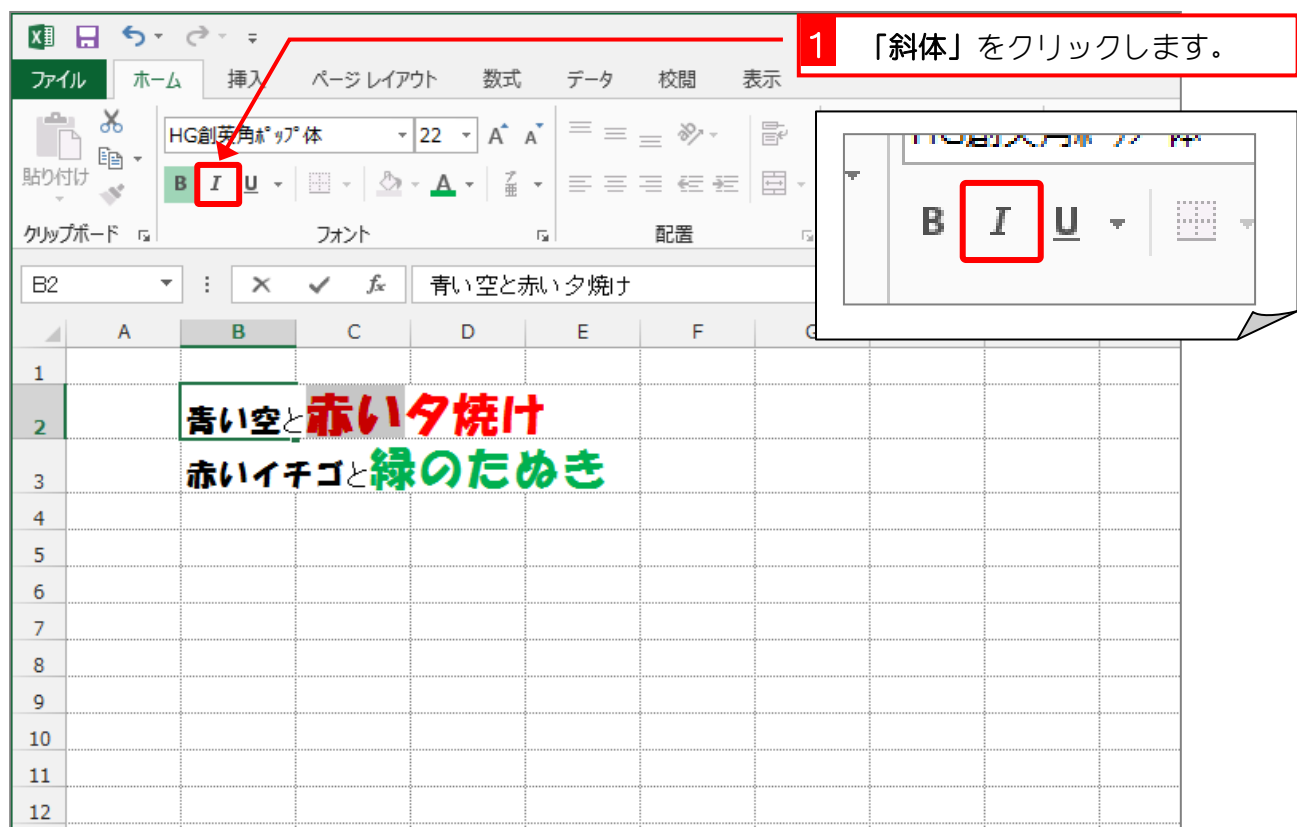 1 「斜体」をクリックします。
ファイル ホーム 挿入 ページ レイアウト 数式 データ 校閲 表示
HG創英角ﾎﾟｯﾌﾟ体 22 A A
貼り付け B I U A ア亜
クリップボード フォント 配置
B I U
B2 fx 青い空と赤い夕焼け
A B C D E F G
1
2 青い空と赤い夕焼け
3 赤いイチゴと緑のたぬき
4
5
6
7
8
9
10
11
12